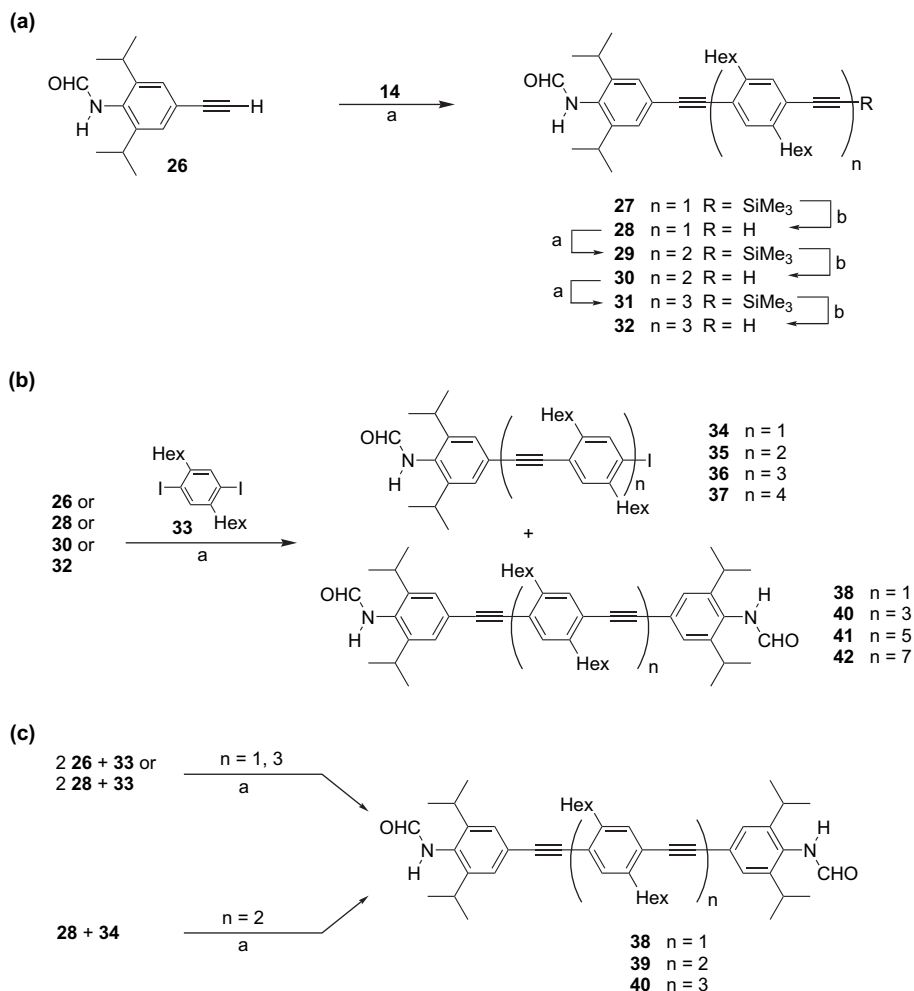 (a)
OHC
N
H
H
26
14
a
OHC
N
H
Hex
Hex
R
n
27 n = 1 R = SiMe3
b
28 n = 1 R = H
a
29 n = 2 R = SiMe3
b
30 n = 2 R = H
a
31 n = 3 R = SiMe3
b
32 n = 3 R = H
(b)
26 or
28 or
30 or
32
Hex
I
I
Hex
33
a
OHC
N
H
Hex
I
n
Hex
34 n = 1
35 n = 2
36 n = 3
37 n = 4
+
OHC
N
H
Hex
Hex
n
H
N
CHO
38 n = 1
40 n = 3
41 n = 5
42 n = 7
(c)
2 26 + 33 or
2 28 + 33
n = 1, 3
a
28 + 34
n = 2
a
OHC
N
H
Hex
Hex
n
H
N
CHO
38 n = 1
39 n = 2
40 n = 3